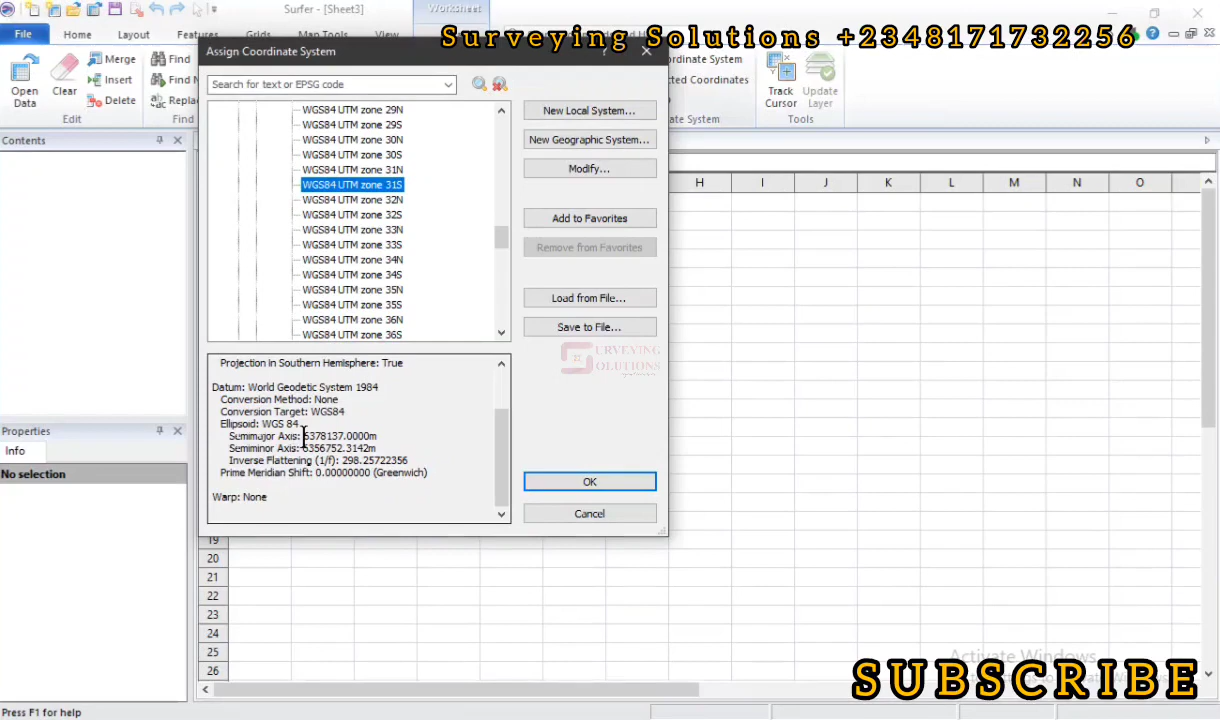 Surfer - [Sheet3]
Worksheet
Surveying Solutions +2348171732256
File
Home
Layout
Features
Map Tools
View
Assign Coordinate System
Open Data
Clear
Merge
Insert
Delete
Edit
Find
Find
Replac
Find
Search for text or EPSG code
WGS84 UTM zone 29N
WGS84 UTM zone 29S
WGS84 UTM zone 30N
WGS84 UTM zone 30S
WGS84 UTM zone 31N
WGS84 UTM zone 31S
WGS84 UTM zone 32N
WGS84 UTM zone 32S
WGS84 UTM zone 33N
WGS84 UTM zone 33S
WGS84 UTM zone 34N
WGS84 UTM zone 34S
WGS84 UTM zone 35N
WGS84 UTM zone 35S
WGS84 UTM zone 36N
WGS84 UTM zone 36S
New Local System...
New Geographic System...
Modify...
Add to Favorites
Remove from Favorites
Load from File...
Save to File...
SURVEYING
SOLUTIONS
OK
Cancel
Projection in Southern Hemisphere: True
Datum: World Geodetic System 1984
Conversion Method: None
Conversion Target: WGS84
Ellipsoid: WGS 84
Semimajor Axis: 6378137.0000m
Semiminor Axis: 6356752.3142m
Inverse Flattening (1/f): 298.25722356
Prime Meridian Shift: 0.00000000 (Greenwich)
Warp: None
rdinate System
ted Coordinates
te System
Track Cursor
Update Layer
Tools
Contents
Properties
Info
No selection
H I J K L M N O
19
20
21
22
23
24
25
26
Activate Windows
SUBSCRIBE
Press F1 for help